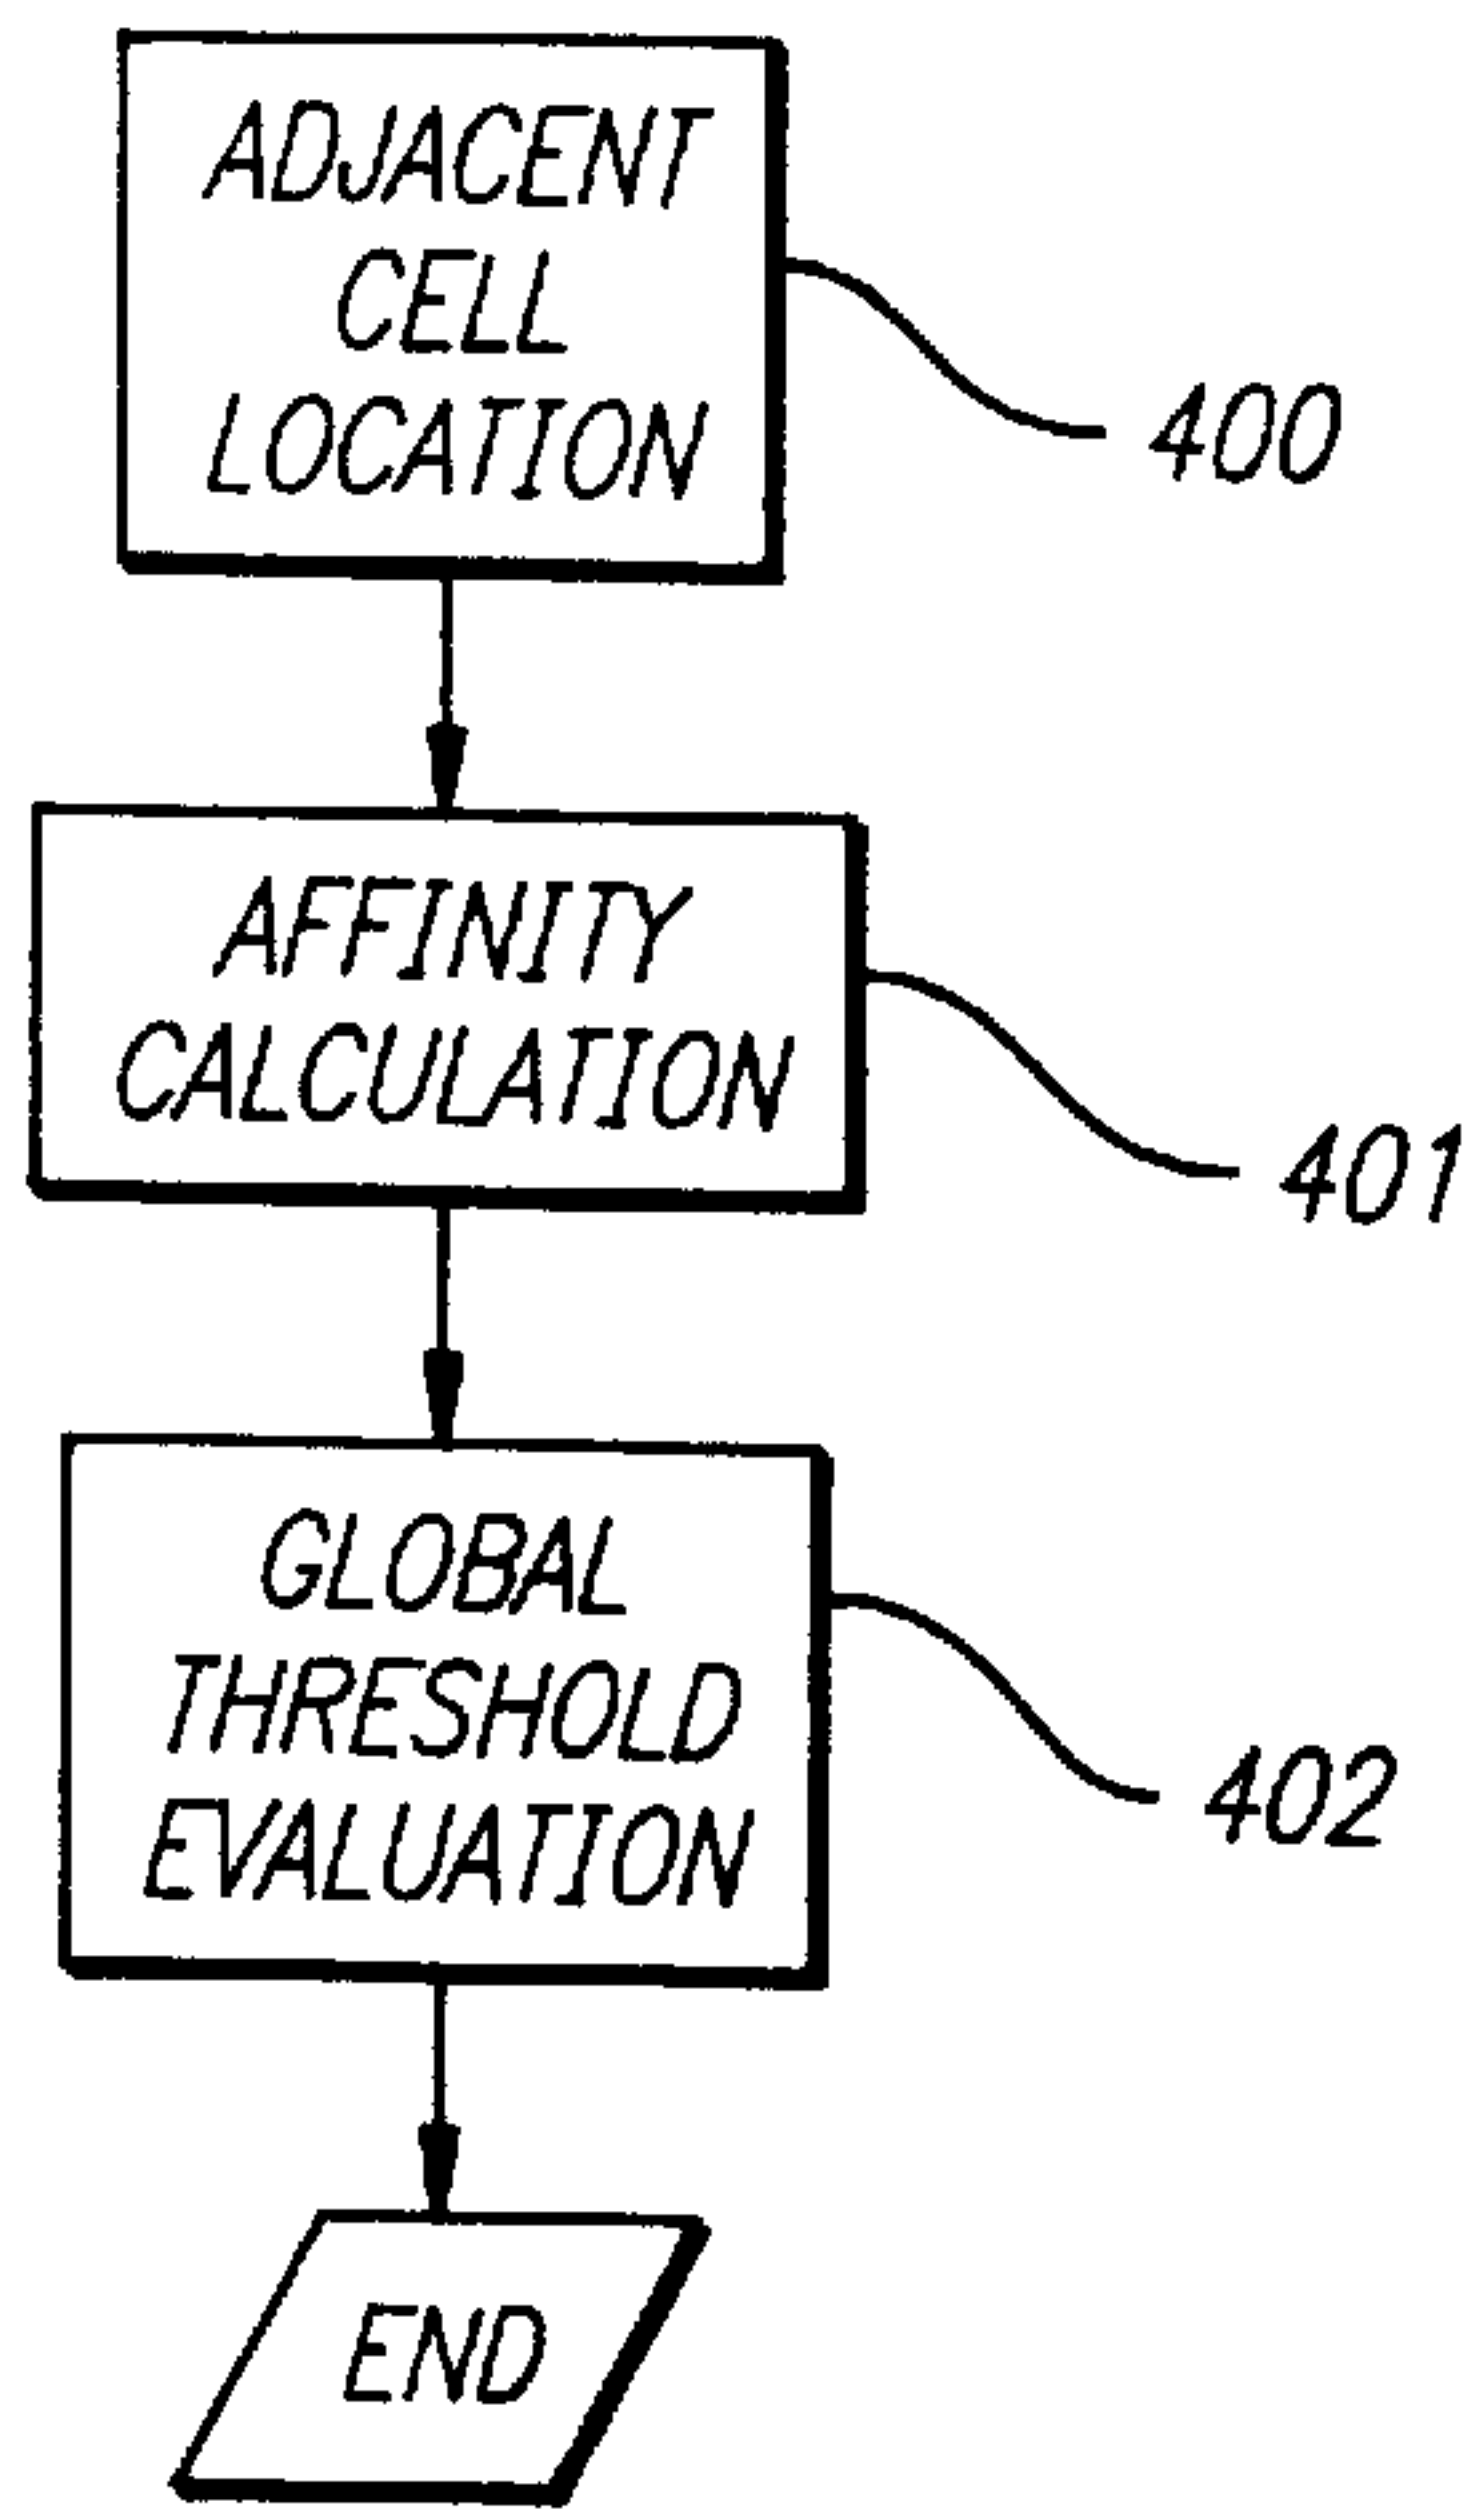 ADJACENT
CELL
LOCATION
400
AFFINITY
CALCULATION
401
GLOBAL
THRESHOLD
EVALUATION
402
END